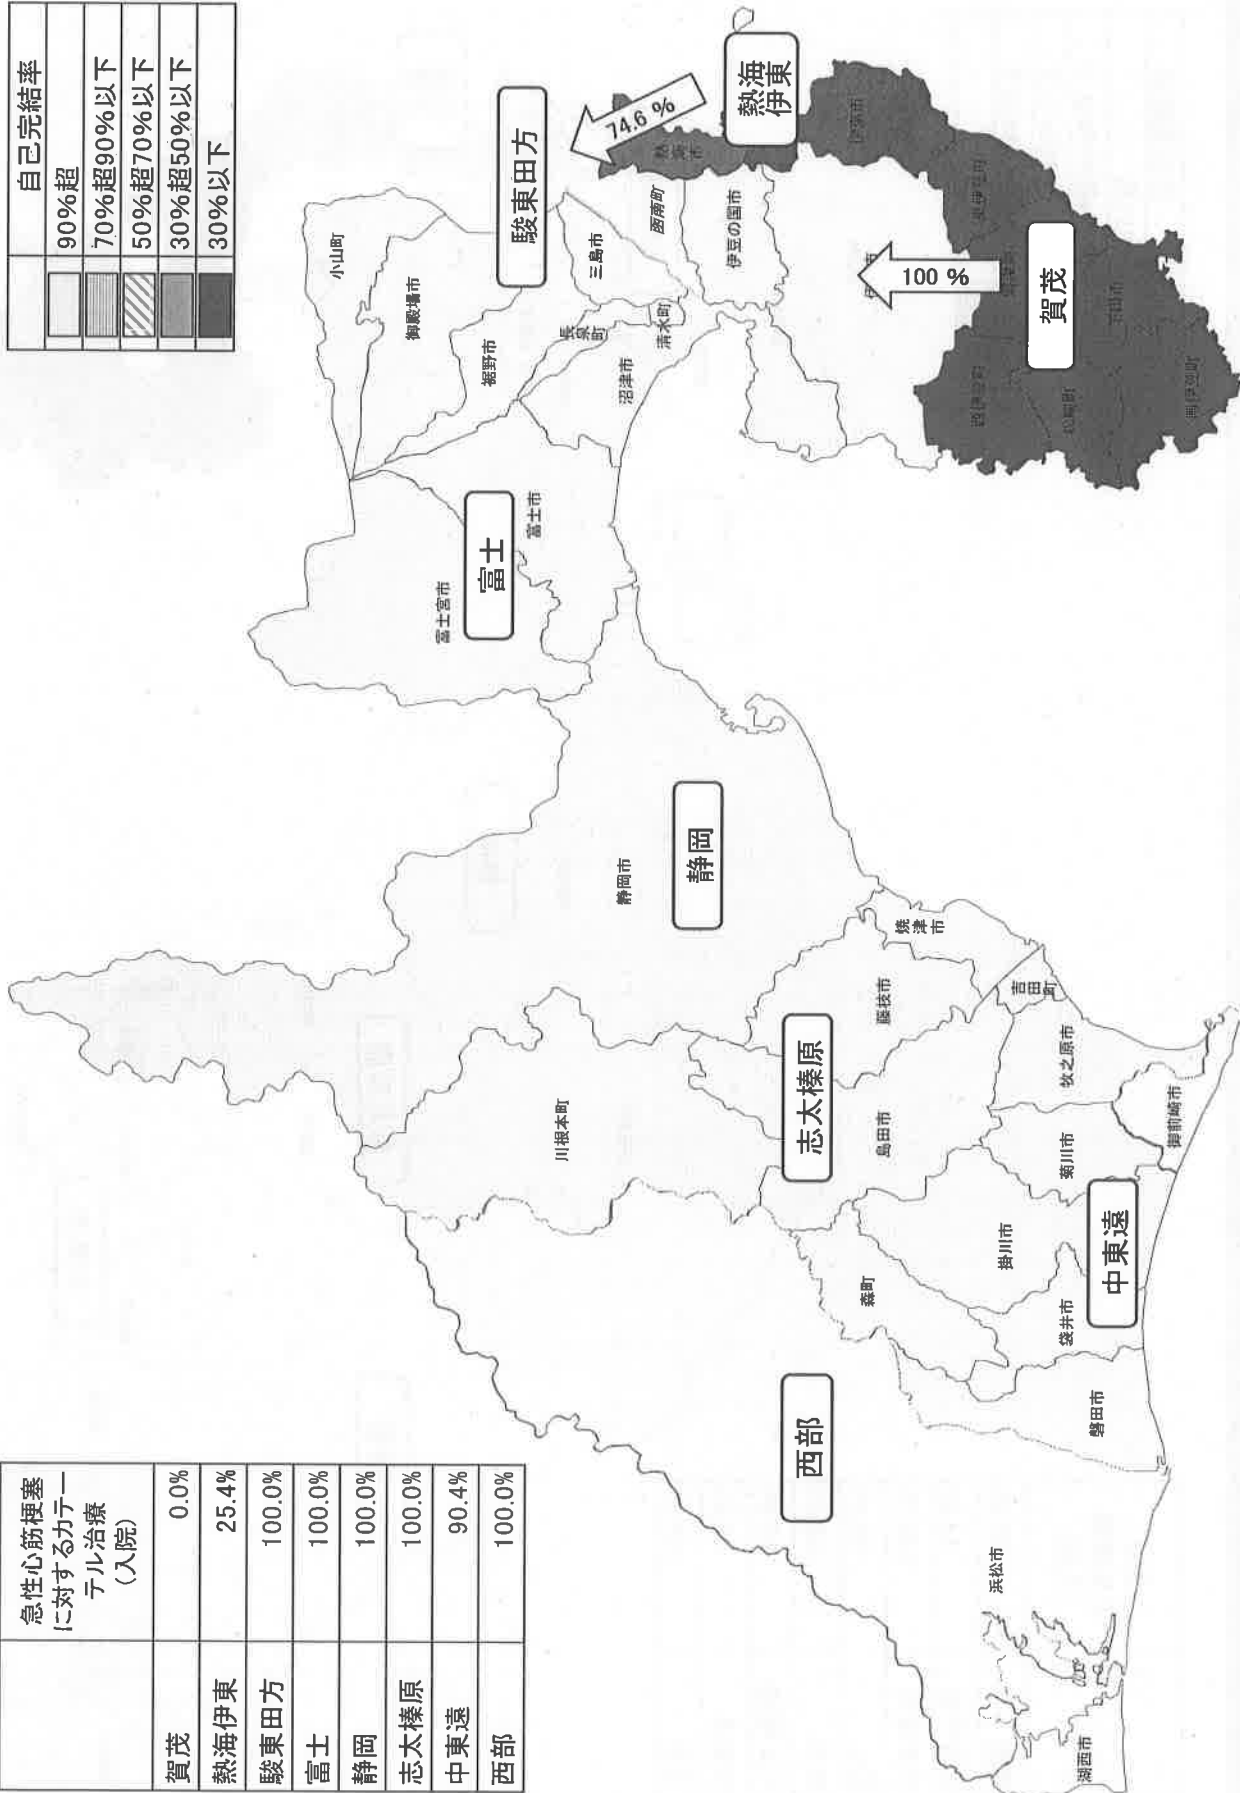 急性心筋梗塞
に対するカテー
テル治療
（入院）
賀茂 0.0%
熱海伊東 25.4%
駿東田方 100.0%
富士 100.0%
静岡 100.0%
志太榛原 100.0%
中東遠 90.4%
西部 100.0%
自己完結率
90%超
70%超90%以下
50%超70%以下
30%超50%以下
30%以下
小山町
御殿場市
裾野市
長泉
町
三島市
函南町
清水町
沼津市
伊豆の国市
駿東田方
熱海
伊東
74.6 %
熱海市
100 %
賀茂
西伊豆町
松崎町
南伊豆町
下田市
富士宮市
富士
富士市
静岡市
静岡
川根本町
志太榛原
藤枝市
焼津
市
島田市
吉田
町
牧之原市
御前崎市
菊川市
掛川市
中東遠
森町
袋井市
磐田市
西部
浜松市
湖西市